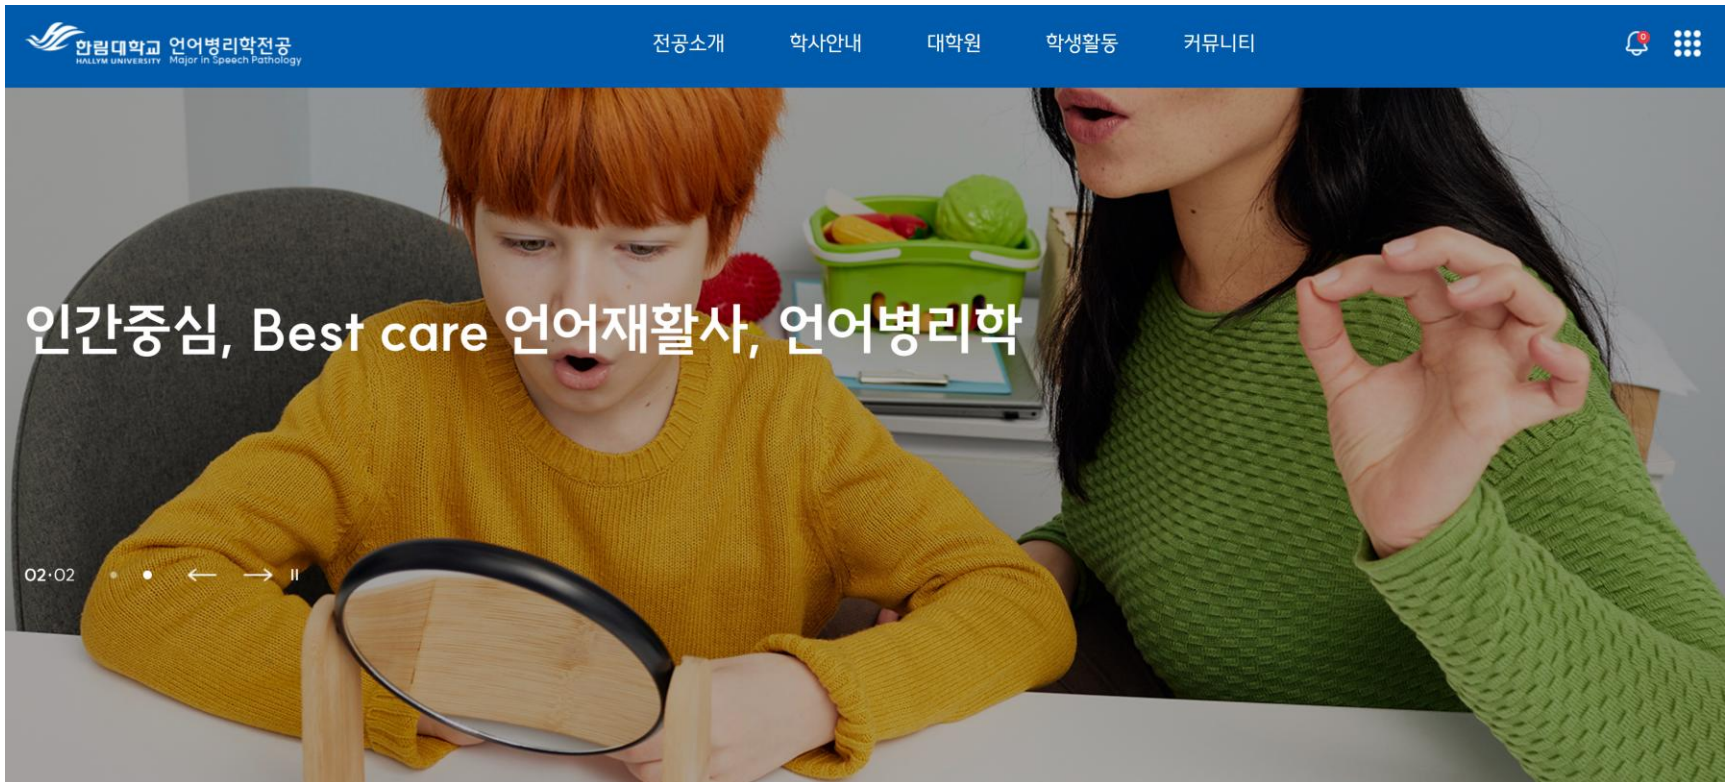 한림대학교 언어병리학전공
HALLYM UNIVERSITY Major in Speech Pathology
전공소개 학사안내 대학원 학생활동 커뮤니티
0
인간중심, Best care 언어재활사, 언어병리학
02·02